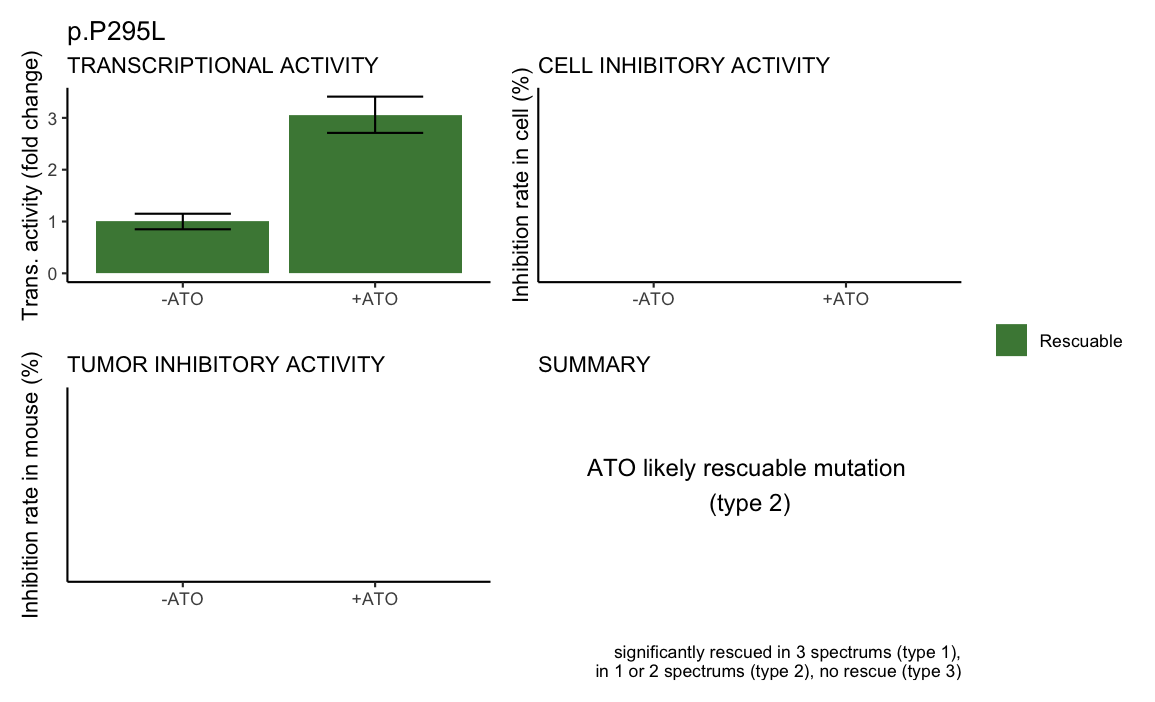 p.P295L
TRANSCRIPTIONAL ACTIVITY
Trans. activity (fold change)
3
2
1
0
-ATO
+ATO
CELL INHIBITORY ACTIVITY
Inhibition rate in cell (%)
-ATO
+ATO
Rescuable
TUMOR INHIBITORY ACTIVITY
Inhibition rate in mouse (%)
-ATO
+ATO
SUMMARY
ATO likely rescuable mutation
(type 2)
significantly rescued in 3 spectrums (type 1),
in 1 or 2 spectrums (type 2), no rescue (type 3)